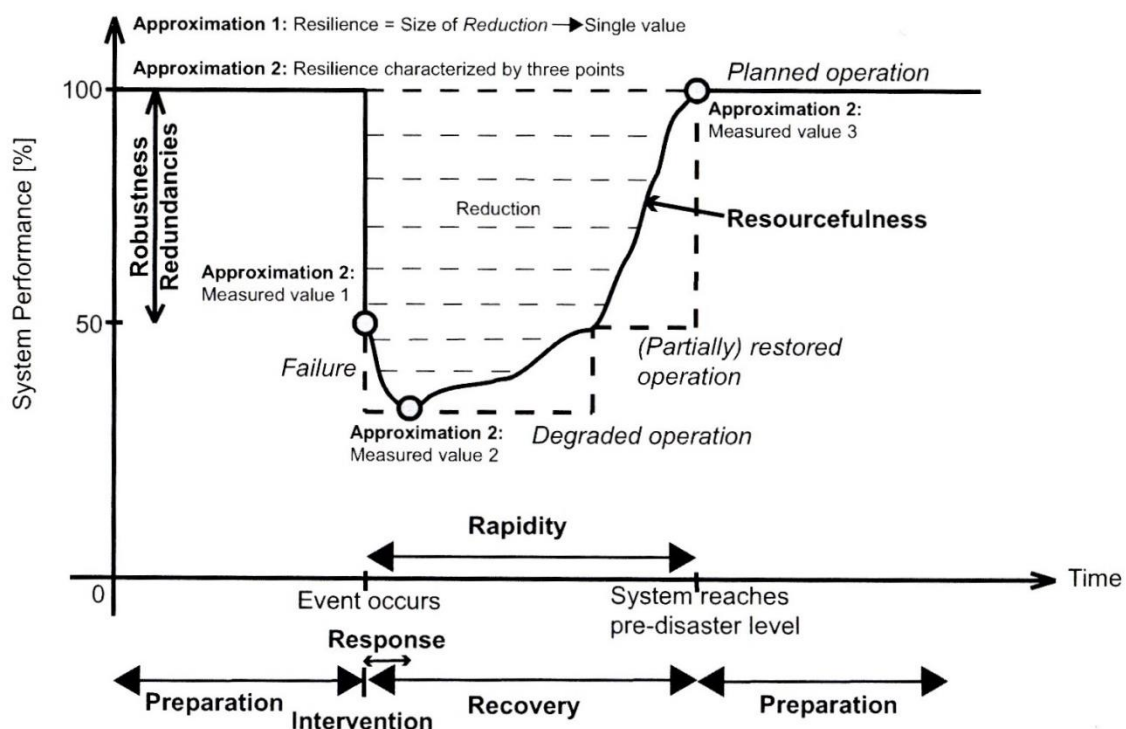 Approximation 1: Resilience = Size of Reduction → Single value
Approximation 2: Resilience characterized by three points
Planned operation
100
Approximation 2:
Measured value 3
System Performance [%]
Robustness
Redundancies
Reduction
Resourcefulness
Approximation 2:
Measured value 1
50
Failure
(Partially) restored
operation
Approximation 2:
Measured value 2
Degraded operation
Rapidity
0
Time
Event occurs
System reaches
pre-disaster level
Response
Preparation
Intervention
Recovery
Preparation